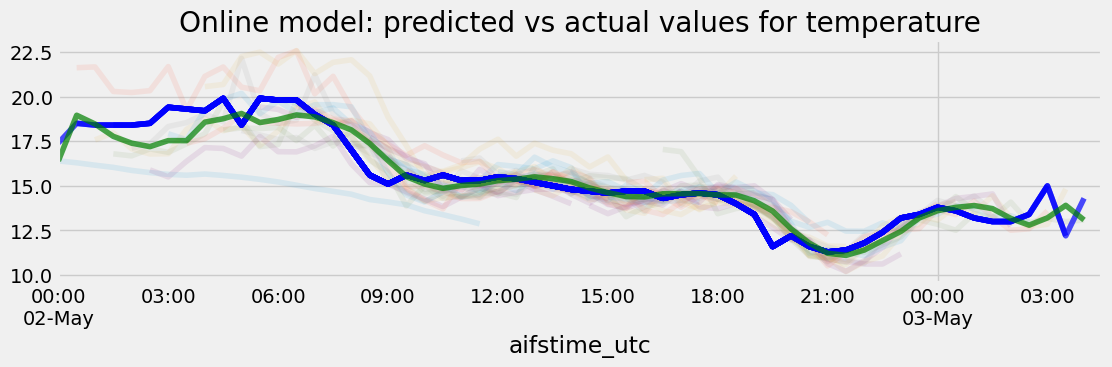 Online model: predicted vs actual values for temperature
22.5
20.0
17.5
15.0
12.5
10.0
00:00 03:00 06:00 09:00 12:00 15:00 18:00 21:00 00:00 03:00
02-May 03-May
aifstime_utc